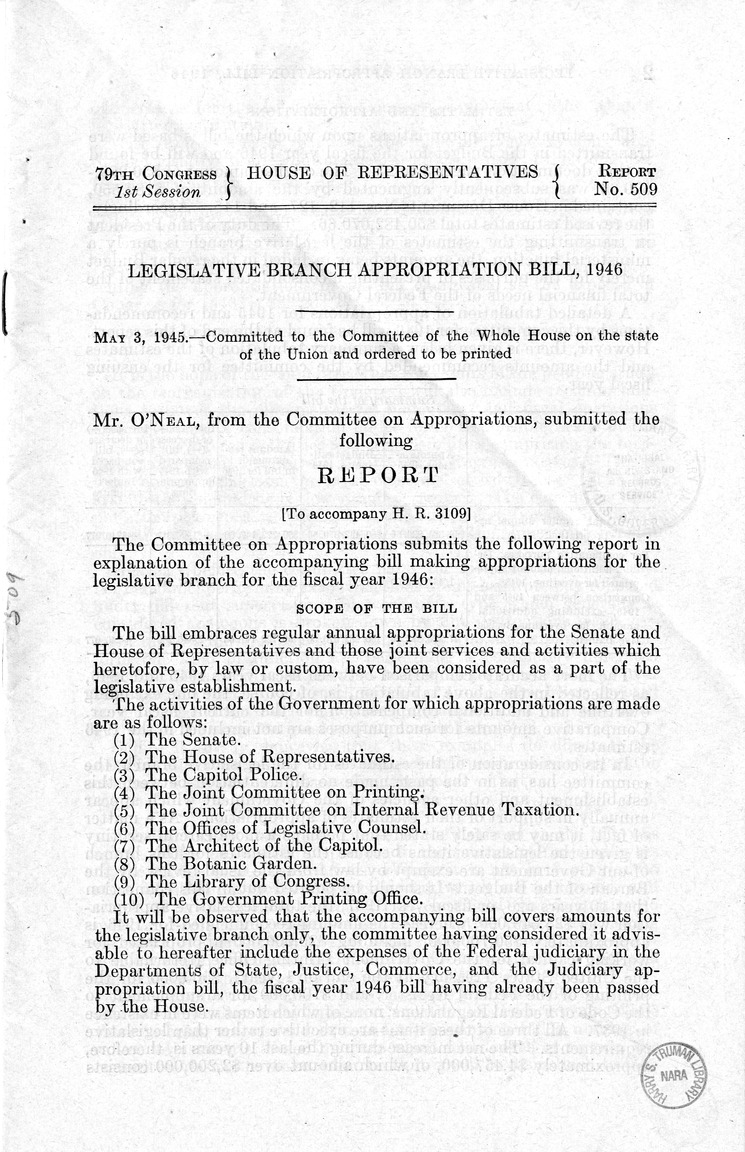 79TH CONGRESS } HOUSE OF REPRESENTATIVES { REPORT
1st Session } { No. 509
LEGISLATIVE BRANCH APPROPRIATION BILL, 1946
MAY 3, 1945.—Committed to the Committee of the Whole House on the state
of the Union and ordered to be printed
Mr. O'NEAL, from the Committee on Appropriations, submitted the
following
REPORT
[To accompany H. R. 3109]
The Committee on Appropriations submits the following report in
explanation of the accompanying bill making appropriations for the
legislative branch for the fiscal year 1946:
SCOPE OF THE BILL
The bill embraces regular annual appropriations for the Senate and
House of Representatives and those joint services and activities which
heretofore, by law or custom, have been considered as a part of the
legislative establishment.
The activities of the Government for which appropriations are made
are as follows:
(1) The Senate.
(2) The House of Representatives.
(3) The Capitol Police.
(4) The Joint Committee on Printing.
(5) The Joint Committee on Internal Revenue Taxation.
(6) The Offices of Legislative Counsel.
(7) The Architect of the Capitol.
(8) The Botanic Garden.
(9) The Library of Congress.
(10) The Government Printing Office.
It will be observed that the accompanying bill covers amounts for
the legislative branch only, the committee having considered it advis-
able to hereafter include the expenses of the Federal judiciary in the
Departments of State, Justice, Commerce, and the Judiciary ap-
propriation bill, the fiscal year 1946 bill having already been passed
by the House.
509
HARRY S. TRUMAN LIBRARY
NARA